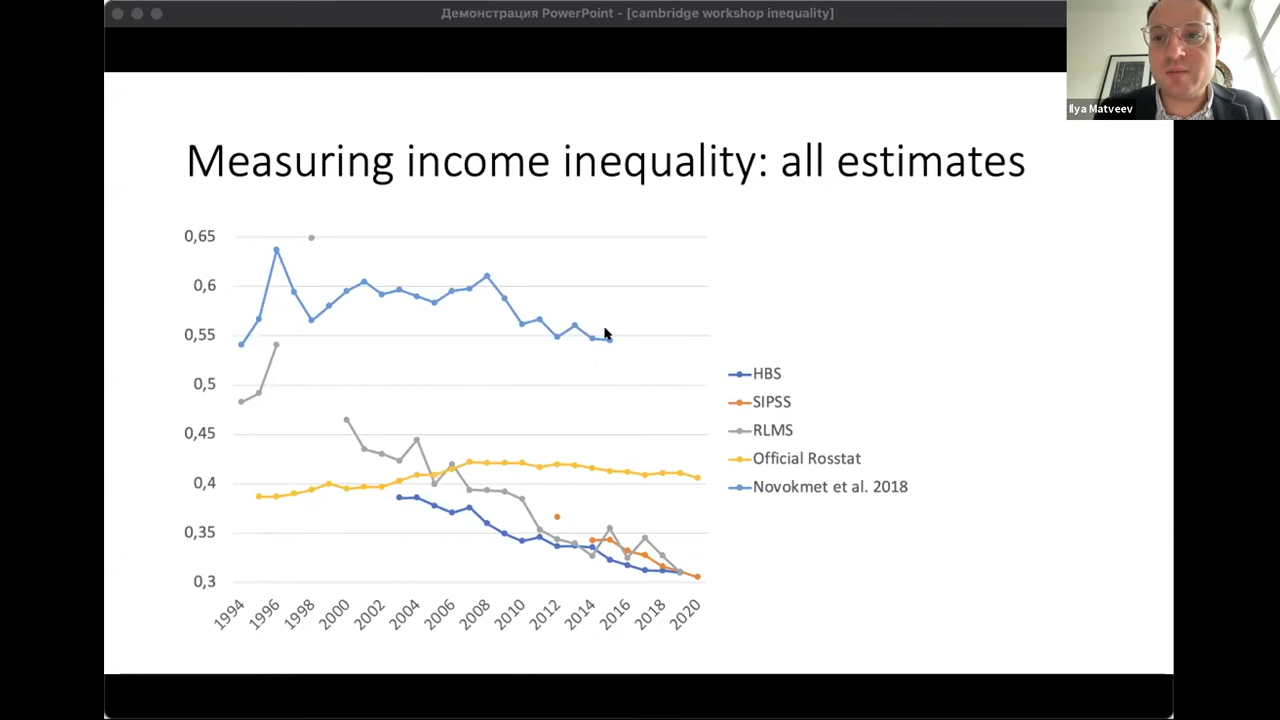 Демонстрация PowerPoint - [cambridge workshop inequality]
Ilya Matveev
Measuring income inequality: all estimates
0,65
0,6
0,55
0,5
0,45
0,4
0,35
0,3
1994
1996
1998
2000
2002
2004
2006
2008
2010
2012
2014
2016
2018
2020
HBS
SIPSS
RLMS
Official Rosstat
Novokmet et al. 2018